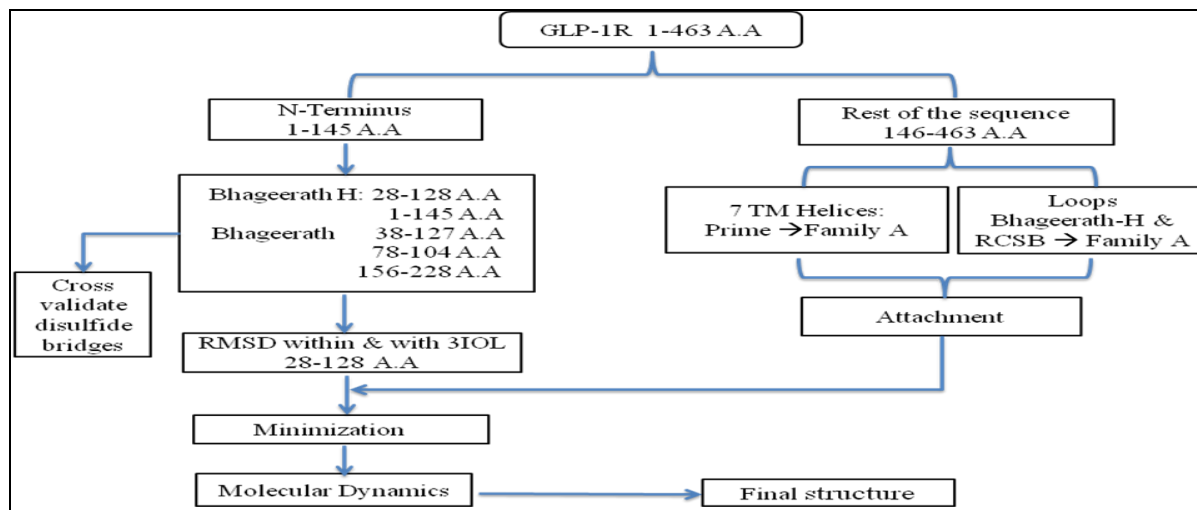 GLP-1R 1-463 A.A
N-Terminus
1-145 A.A
Rest of the sequence
146-463 A.A
Bhageerath H: 28-128 A.A
1-145 A.A
Bhageerath 38-127 A.A
78-104 A.A
156-228 A.A
7 TM Helices:
Prime →Family A
Loops
Bhageerath-H &
RCSB → Family A
Cross
validate
disulfide
bridges
Attachment
RMSD within & with 3IOL
28-128 A.A
Minimization
Molecular Dynamics
Final structure